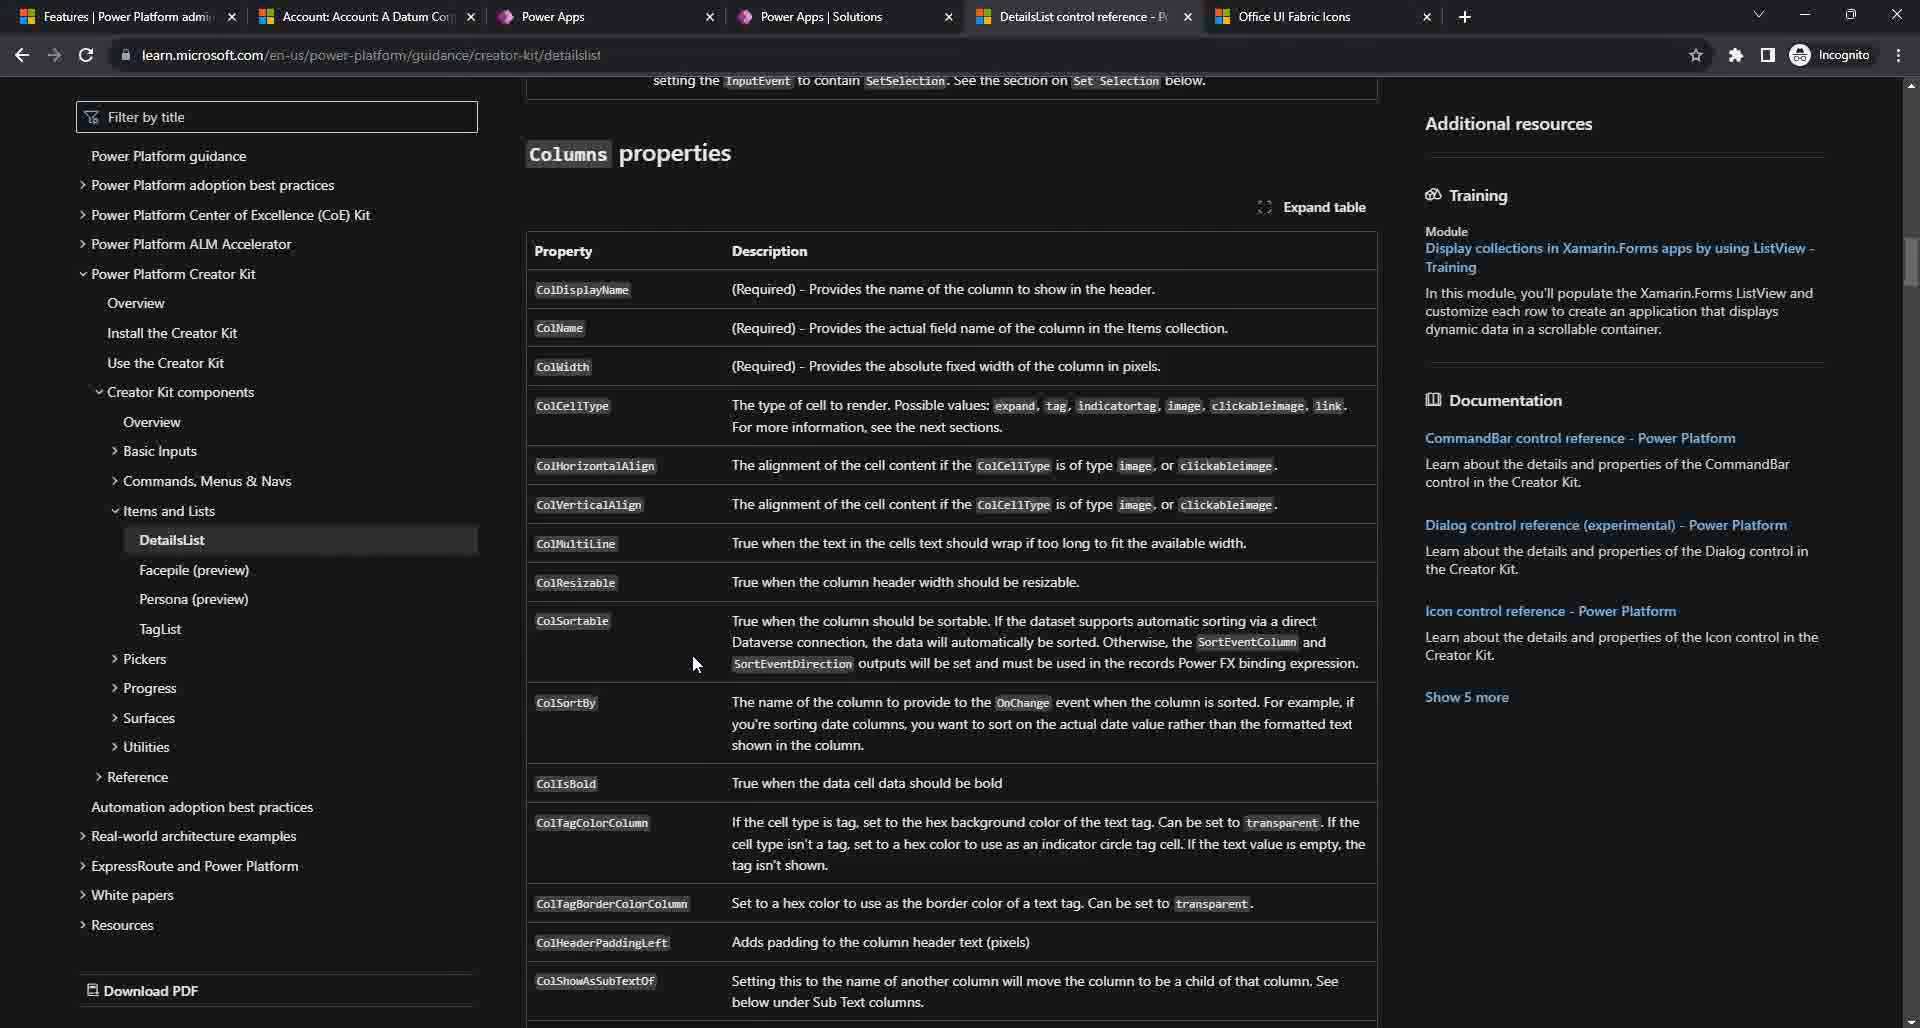 Features | Power Platform admi
Account: Account: A Datum Cor
Power Apps
Power Apps | Solutions
DetailsList control reference - P
Office UI Fabric Icons
learn.microsoft.com/en-us/power-platform/guidance/creator-kit/detailslist
Incognito
setting the InputEvent to contain SetSelection. See the section on Set Selection below.
Filter by title
Power Platform guidance
Power Platform adoption best practices
Power Platform Center of Excellence (CoE) Kit
Power Platform ALM Accelerator
Power Platform Creator Kit
Overview
Install the Creator Kit
Use the Creator Kit
Creator Kit components
Overview
Basic Inputs
Commands, Menus & Navs
Items and Lists
DetailsList
Facepile (preview)
Persona (preview)
TagList
Pickers
Progress
Surfaces
Utilities
Reference
Automation adoption best practices
Real-world architecture examples
ExpressRoute and Power Platform
White papers
Resources
Download PDF
Columns properties
Expand table
Property Description
ColDisplayName (Required) - Provides the name of the column to show in the header.
ColName (Required) - Provides the actual field name of the column in the Items collection.
ColWidth (Required) - Provides the absolute fixed width of the column in pixels.
ColCellType The type of cell to render. Possible values: expand, tag, indicatortag, image, clickableimage, link.
For more information, see the next sections.
ColHorizontalAlign The alignment of the cell content if the ColCellType is of type image, or clickableimage.
ColVerticalAlign The alignment of the cell content if the ColCellType is of type image, or clickableimage.
ColMultiLine True when the text in the cells text should wrap if too long to fit the available width.
ColResizable True when the column header width should be resizable.
ColSortable True when the column should be sortable. If the dataset supports automatic sorting via a direct
Dataverse connection, the data will automatically be sorted. Otherwise, the SortEventColumn and
SortEventDirection outputs will be set and must be used in the records Power FX binding expression.
ColSortBy The name of the column to provide to the OnChange event when the column is sorted. For example, if
you're sorting date columns, you want to sort on the actual date value rather than the formatted text
shown in the column.
ColIsBold True when the data cell data should be bold
ColTagColorColumn If the cell type is tag, set to the hex background color of the text tag. Can be set to transparent. If the
cell type isn't a tag, set to a hex color to use as an indicator circle tag cell. If the text value is empty, the
tag isn't shown.
ColTagBorderColorColumn Set to a hex color to use as the border color of a text tag. Can be set to transparent.
ColHeaderPaddingLeft Adds padding to the column header text (pixels)
ColShowAsSubTextOf Setting this to the name of another column will move the column to be a child of that column. See
below under Sub Text columns.
Additional resources
Training
Module
Display collections in Xamarin.Forms apps by using ListView -
Training
In this module, you'll populate the Xamarin.Forms ListView and
customize each row to create an application that displays
dynamic data in a scrollable container.
Documentation
CommandBar control reference - Power Platform
Learn about the details and properties of the CommandBar
control in the Creator Kit.
Dialog control reference (experimental) - Power Platform
Learn about the details and properties of the Dialog control in
the Creator Kit.
Icon control reference - Power Platform
Learn about the details and properties of the Icon control in the
Creator Kit.
Show 5 more